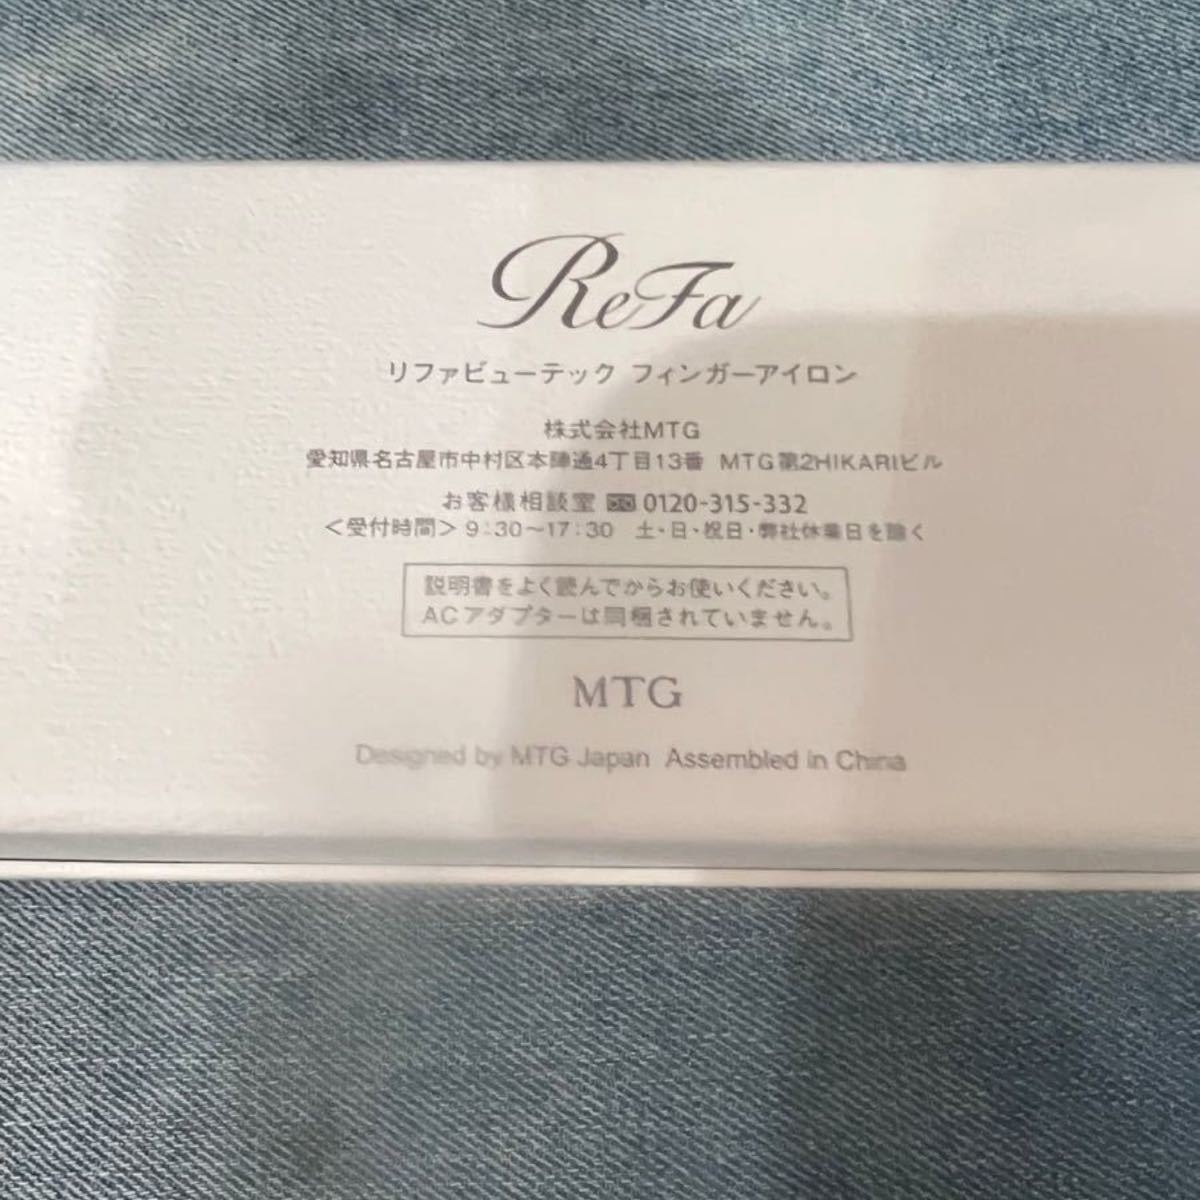 ReFa
リファビューテック フィンガーアイロン
株式会社MTG
愛知県名古屋市中村区本陣通4丁目13番 MTG第2HIKARIビル
お客様相談室 0120-315-332
＜受付時間＞9:30～17:30 土・日・祝日・弊社休業日を除く
説明書をよく読んでからお使いください。
ACアダプターは同梱されていません。
MTG
Designed by MTG Japan Assembled in China